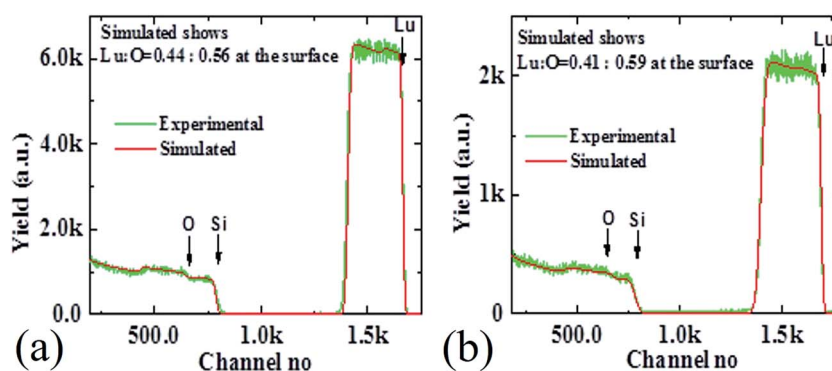 Simulated shows
Lu:O=0.44 : 0.56 at the surface
Lu
6.0k
4.0k
2.0k
0.0
Yield (a.u.)
Experimental
Simulated
O
Si
500.0
1.0k
1.5k
Channel no
(a)
Simulated shows
Lu:O=0.41 : 0.59 at the surface
Lu
2k
1k
0
Yield (a.u.)
Experimental
Simulated
O
Si
500.0
1.0k
1.5k
Channel no
(b)